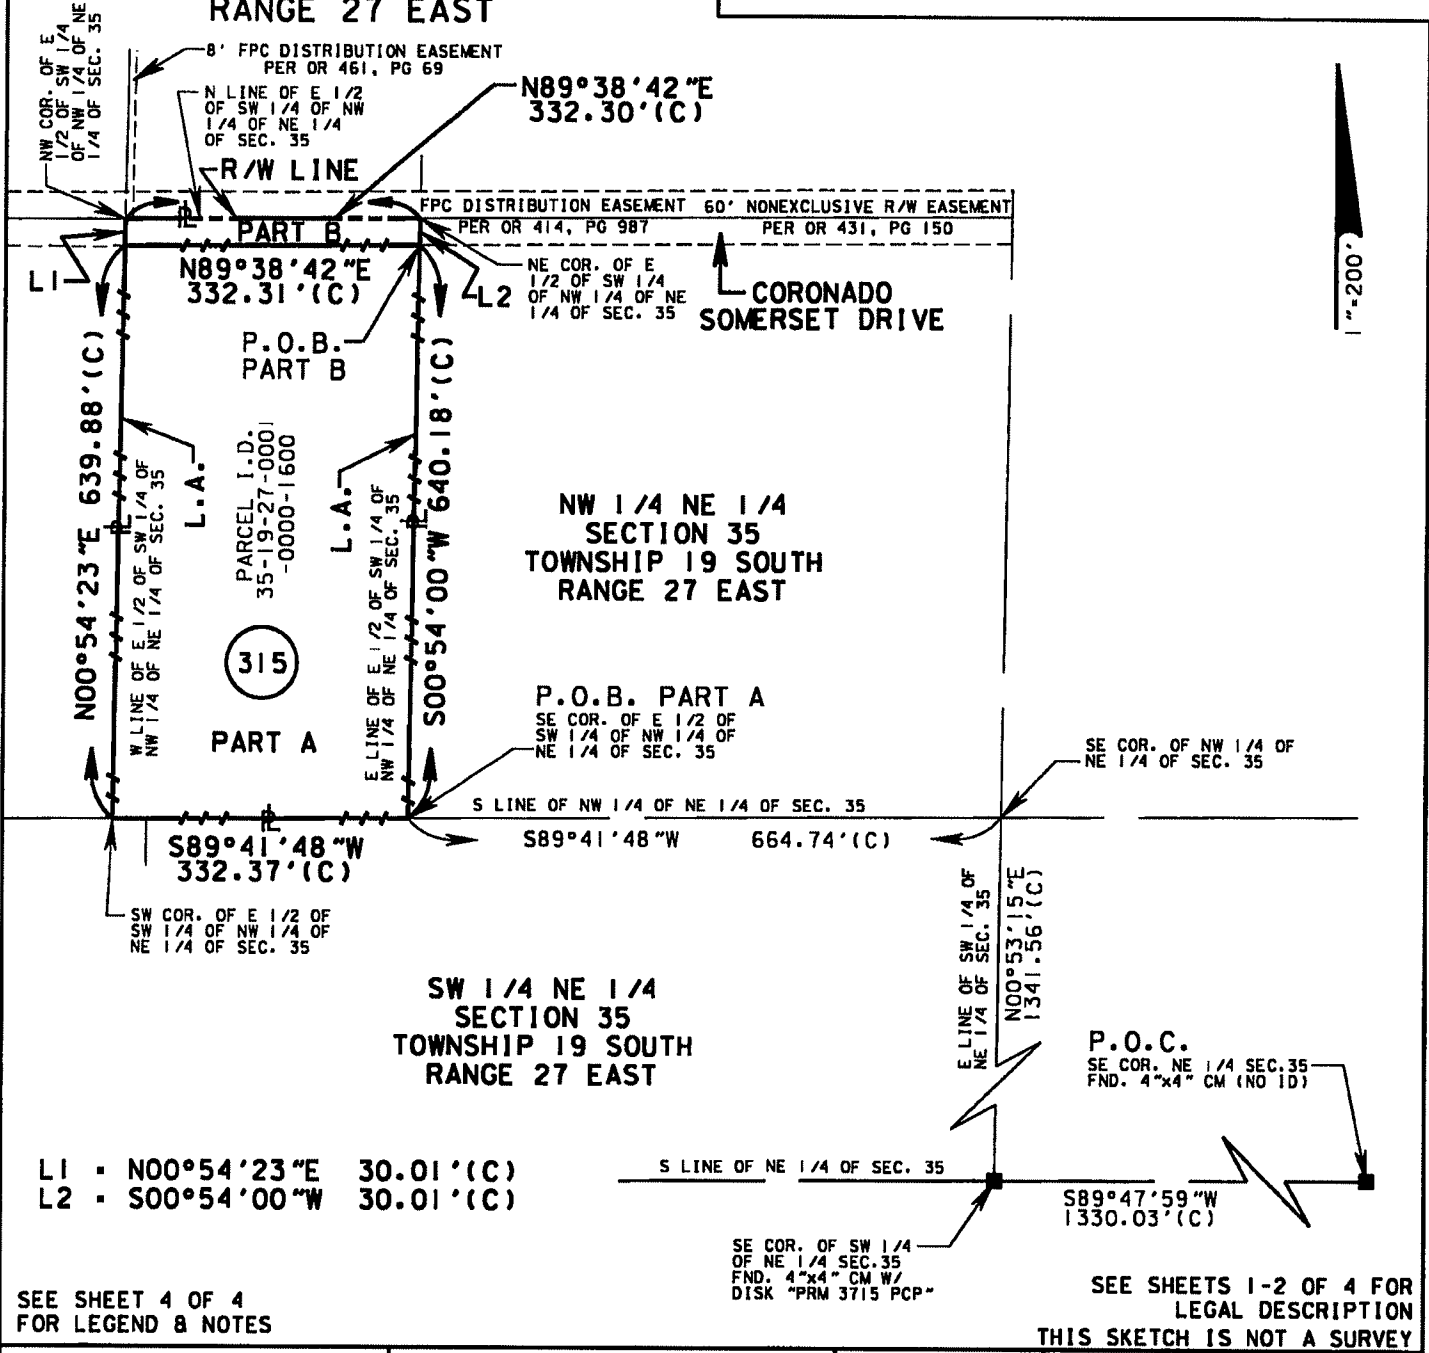 RANGE 27 EAST
NW COR. OF E
1/2 OF SW 1/4
OF NW 1/4 OF NE
1/4 OF SEC. 35
8' FPC DISTRIBUTION EASEMENT
PER OR 461, PG 69
N LINE OF E 1/2
OF SW 1/4 OF NW
1/4 OF NE 1/4
OF SEC. 35
N89°38'42"E
332.30'(C)
R/W LINE
FPC DISTRIBUTION EASEMENT
PER OR 414, PG 987
60' NONEXCLUSIVE R/W EASEMENT
PER OR 431, PG 150
PART B
N89°38'42"E
332.31'(C)
L1
L2
NE COR. OF E
1/2 OF SW 1/4
OF NW 1/4 OF NE
1/4 OF SEC. 35
CORONADO
SOMERSET DRIVE
1"=200'
P.O.B.
PART B
N00°54'23"E 639.88'(C)
L.A.
W LINE OF E 1/2 OF SW 1/4 OF
NW 1/4 OF NE 1/4 OF SEC. 35
PARCEL I.D.
35-19-27-0001
-0000-1600
L.A.
E LINE OF E 1/2 OF SW 1/4 OF
NW 1/4 OF NE 1/4 OF SEC. 35
S00°54'00"W 640.18'(C)
NW 1/4 NE 1/4
SECTION 35
TOWNSHIP 19 SOUTH
RANGE 27 EAST
315
PART A
P.O.B. PART A
SE COR. OF E 1/2 OF
SW 1/4 OF NW 1/4 OF
NE 1/4 OF SEC. 35
SE COR. OF NW 1/4 OF
NE 1/4 OF SEC. 35
S LINE OF NW 1/4 OF NE 1/4 OF SEC. 35
S89°41'48"W 664.74'(C)
S89°41'48"W
332.37'(C)
SW COR. OF E 1/2 OF
SW 1/4 OF NW 1/4 OF
NE 1/4 OF SEC. 35
E LINE OF SW 1/4 OF
NE 1/4 OF SEC. 35
N00°53'15"E
1341.56'(C)
SW 1/4 NE 1/4
SECTION 35
TOWNSHIP 19 SOUTH
RANGE 27 EAST
P.O.C.
SE COR. NE 1/4 SEC.35
FND. 4"x4" CM (NO ID)
L1 = N00°54'23"E 30.01'(C)
L2 = S00°54'00"W 30.01'(C)
S LINE OF NE 1/4 OF SEC. 35
S89°47'59"W
1330.03'(C)
SE COR. OF SW 1/4
OF NE 1/4 SEC.35
FND. 4"x4" CM W/
DISK "PRM 3715 PCP"
SEE SHEET 4 OF 4
FOR LEGEND & NOTES
SEE SHEETS 1-2 OF 4 FOR
LEGAL DESCRIPTION
THIS SKETCH IS NOT A SURVEY